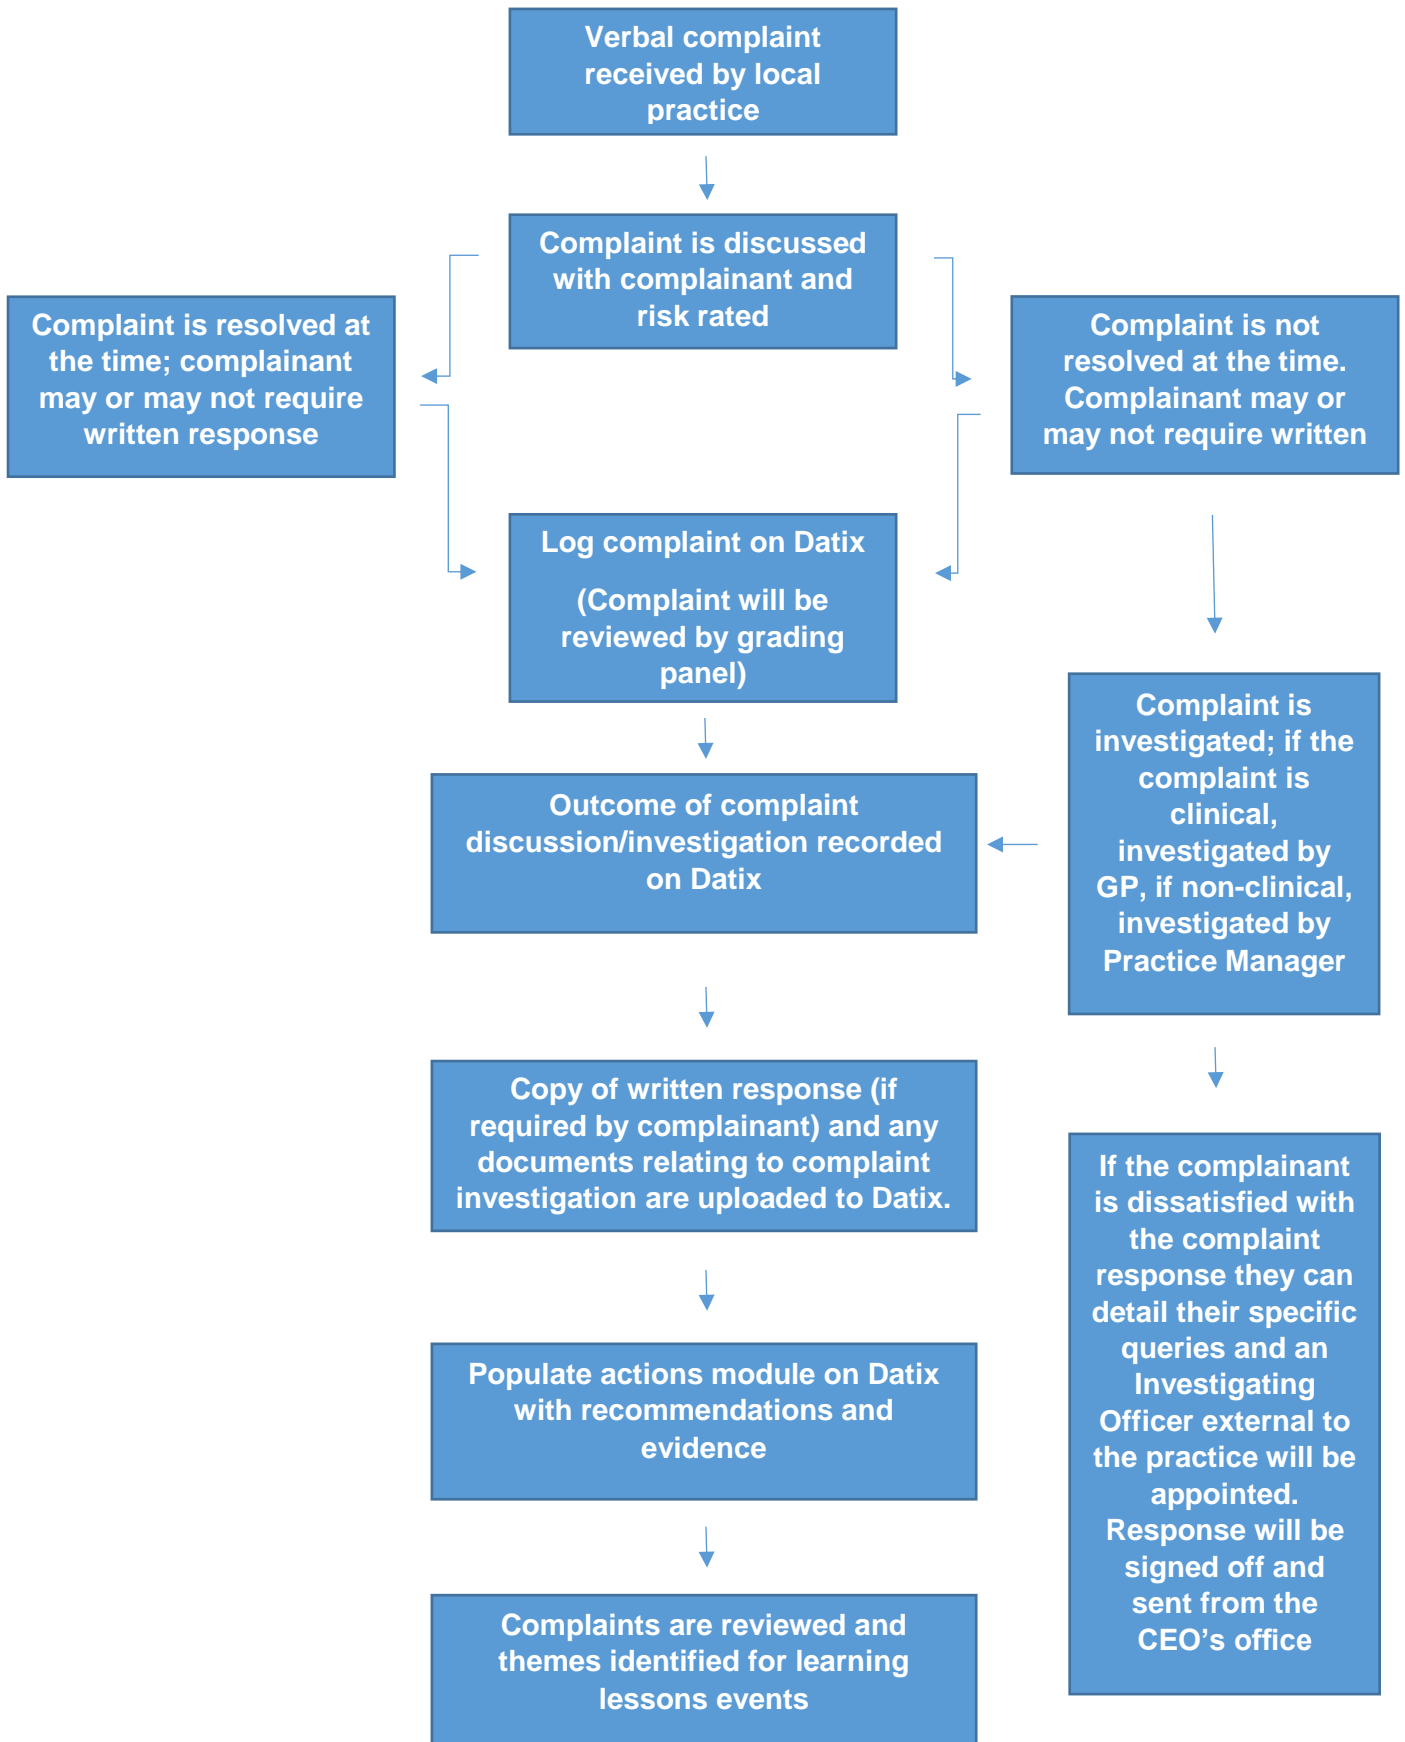 Verbal complaint
received by local
practice
Complaint is discussed
with complainant and
risk rated
Complaint is resolved at
the time; complainant
may or may not require
written response
Complaint is not
resolved at the time.
Complainant may or
may not require written
Log complaint on Datix
(Complaint will be
reviewed by grading
panel)
Complaint is
investigated; if the
complaint is
clinical,
investigated by
GP, if non-clinical,
investigated by
Practice Manager
Outcome of complaint
discussion/investigation recorded
on Datix
Copy of written response (if
required by complainant) and any
documents relating to complaint
investigation are uploaded to Datix.
If the complainant
is dissatisfied with
the complaint
response they can
detail their specific
queries and an
Investigating
Officer external to
the practice will be
appointed.
Response will be
signed off and
sent from the
CEO’s office
Populate actions module on Datix
with recommendations and
evidence
Complaints are reviewed and
themes identified for learning
lessons events